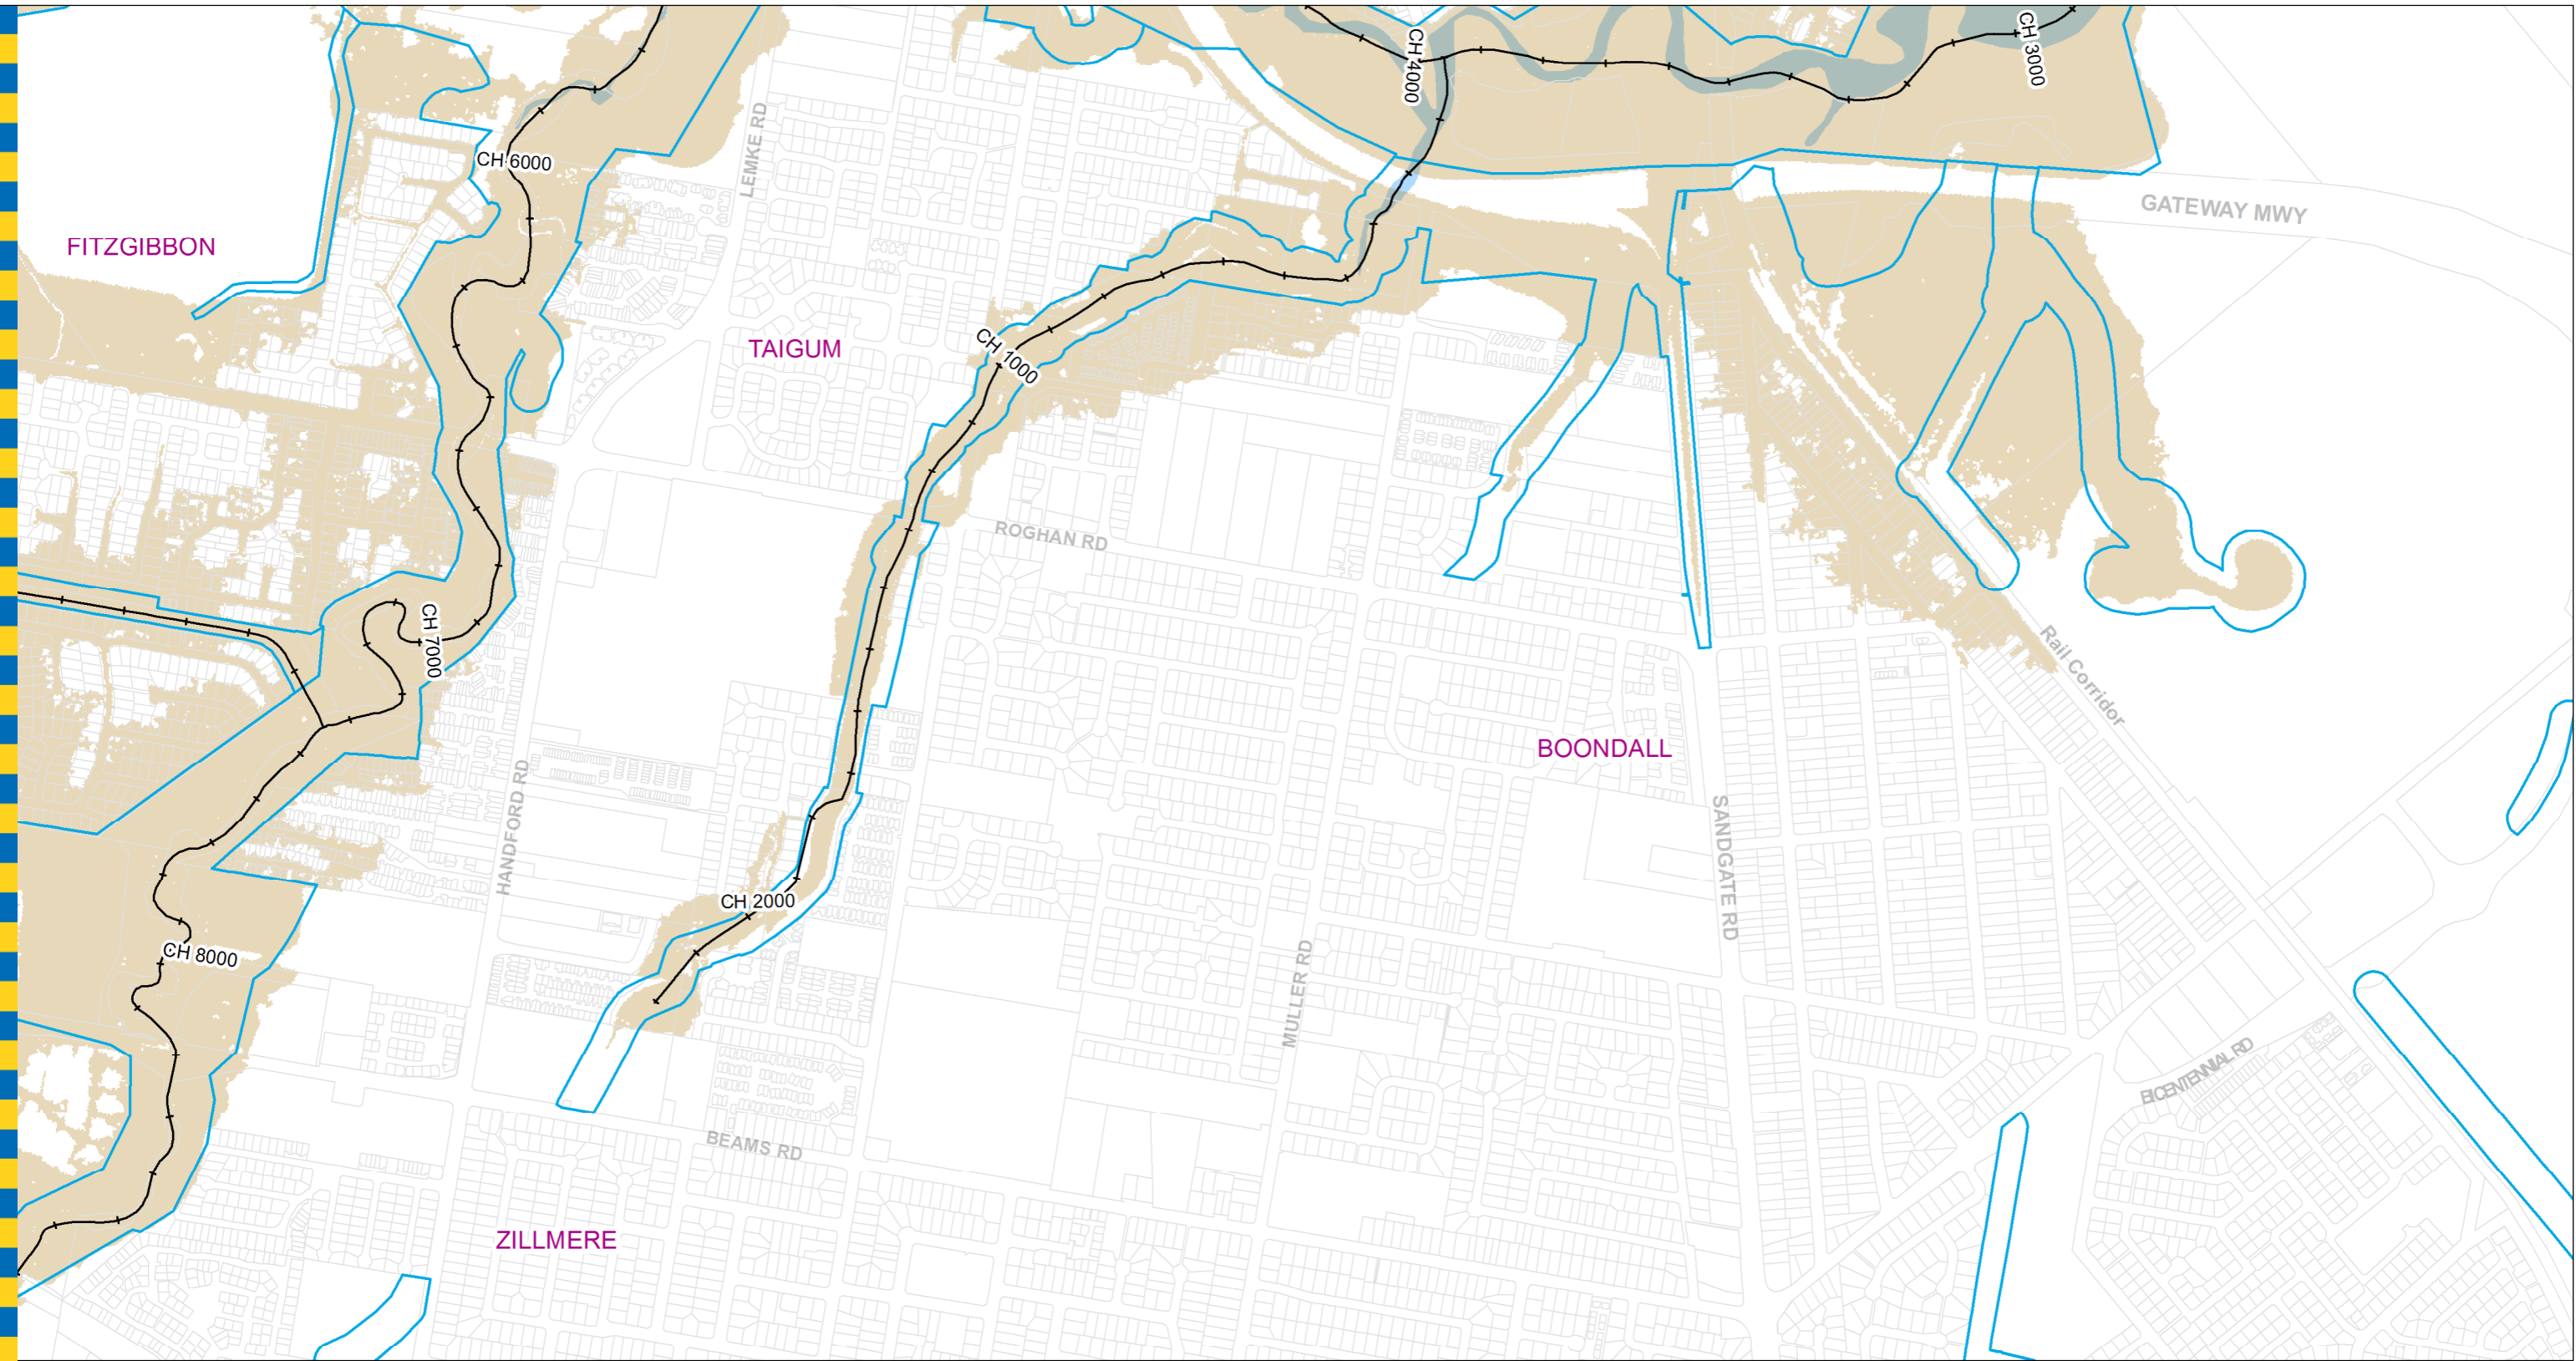 CH 4000
CH 3000
LEMKE RD
CH 6000
GATEWAY MWY
FITZGIBBON
TAIGUM
CH 1000
ROGHAN RD
CH 7000
Rail Corridor
BOONDALL
HANDFORD RD
SANDGATE RD
CH 2000
CH 8000
MULLER RD
BICENTENNIAL RD
BEAMS RD
ZILLMERE